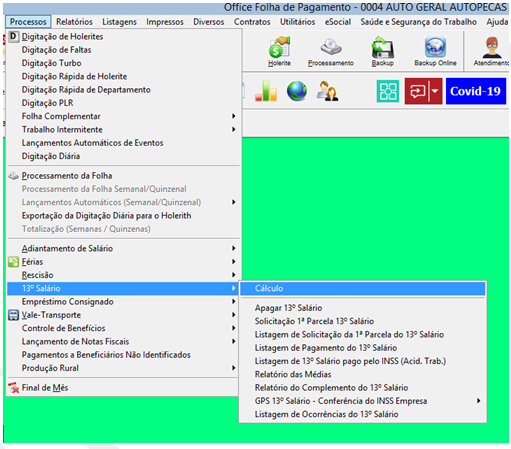 Office Folha de Pagamento - 0004 AUTO GERAL AUTOPECAS
Processos Relatórios Listagens Impressos Diversos Contratos Utilitários eSocial Saúde e Segurança do Trabalho Ajuda
Digitação de Holerites
Digitação de Faltas
Digitação Turbo
Digitação Rápida de Holerite
Digitação Rápida de Departamento
Digitação PLR
Folha Complementar
Trabalho Intermitente
Lançamentos Automáticos de Eventos
Digitação Diária
Processamento da Folha
Processamento da Folha Semanal/Quinzenal
Lançamentos Automáticos (Semanal/Quinzenal)
Exportação da Digitação Diária para o Holerith
Totalização (Semanas / Quinzenas)
Adiantamento de Salário
Férias
Rescisão
13º Salário
Empréstimo Consignado
Vale-Transporte
Controle de Benefícios
Lançamento de Notas Fiscais
Pagamentos a Beneficiários Não Identificados
Produção Rural
Final de Mês
Holerite Processamento Backup Backup Online Atendimento
Covid-19
Cálculo
Apagar 13º Salário
Solicitação 1ª Parcela 13º Salário
Listagem de Solicitação da 1ª Parcela do 13º Salário
Listagem de Pagamento do 13º Salário
Listagem de 13º Salário pago pelo INSS (Acid. Trab.)
Relatório das Médias
Relatório do Complemento do 13º Salário
GPS 13º Salário - Conferência do INSS Empresa
Listagem de Ocorrências do 13º Salário